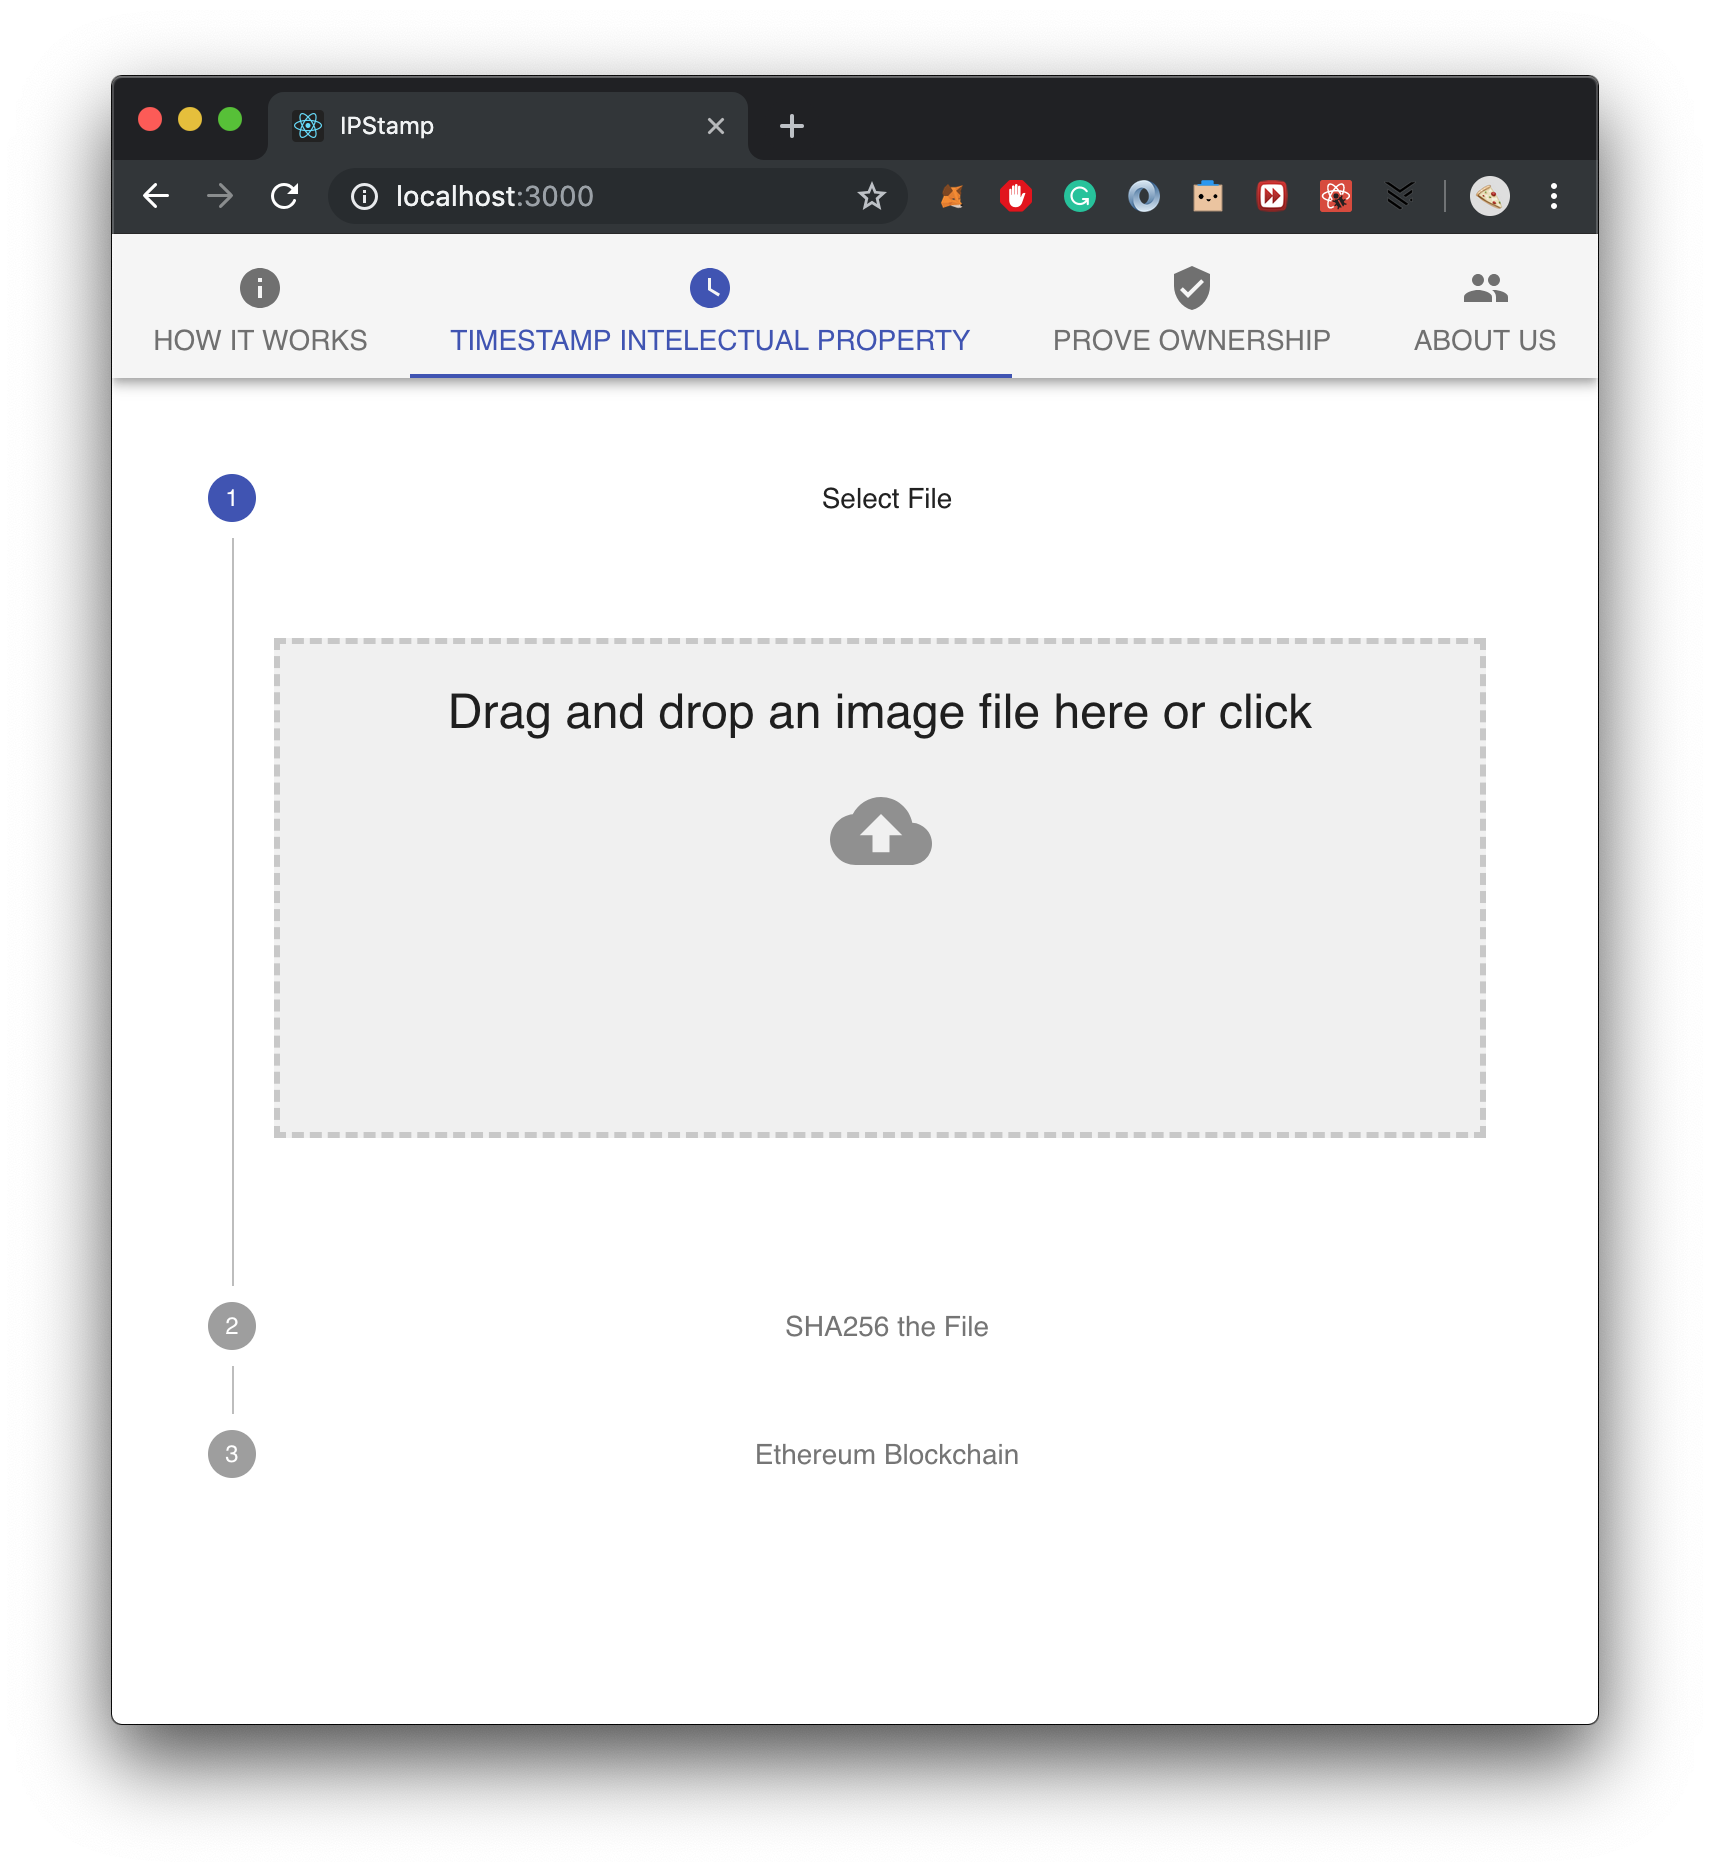 IPStamp
localhost:3000
HOW IT WORKS
TIMESTAMP INTELECTUAL PROPERTY
PROVE OWNERSHIP
ABOUT US
1
Select File
Drag and drop an image file here or click
2
SHA256 the File
3
Ethereum Blockchain